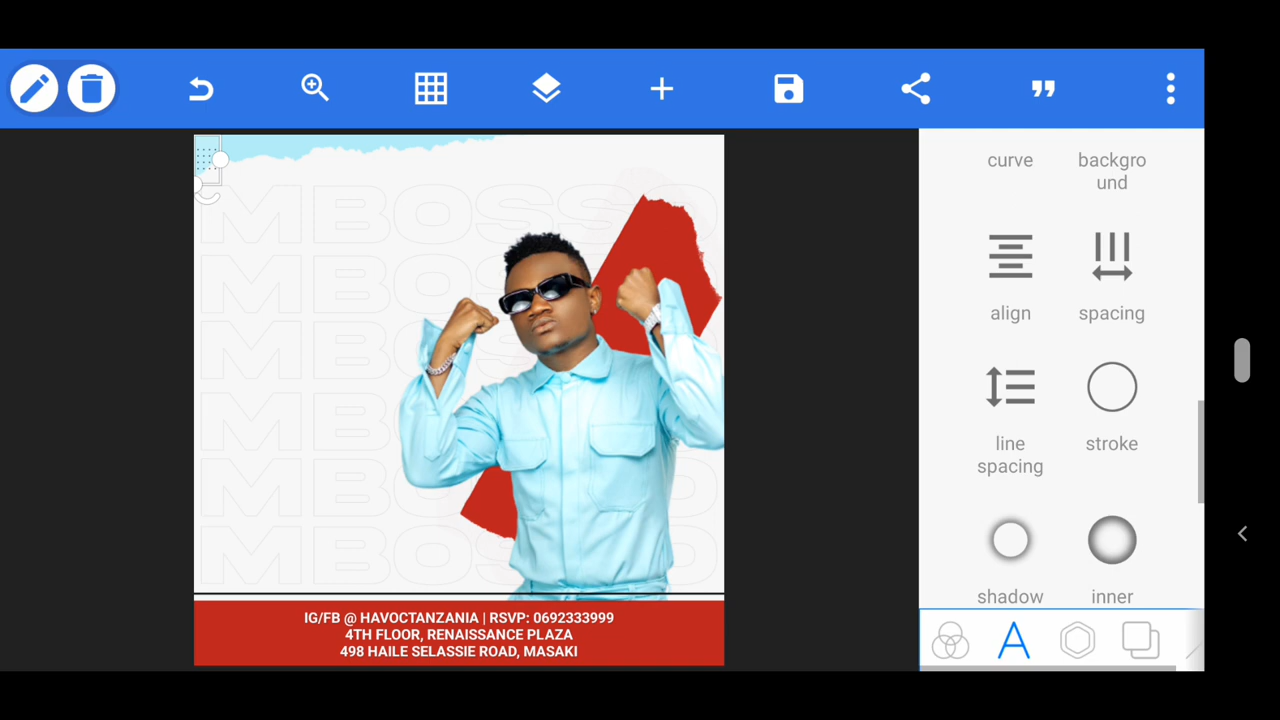 curve
backgro
und
align
spacing
line
spacing
stroke
shadow
inner
MBOSSO
MBOSSO
MBOSSO
MBOSSO
MBOSSO
MBOSSO
IG/FB @ HAVOCTANZANIA | RSVP: 0692333999
4TH FLOOR, RENAISSANCE PLAZA
498 HAILE SELASSIE ROAD, MASAKI